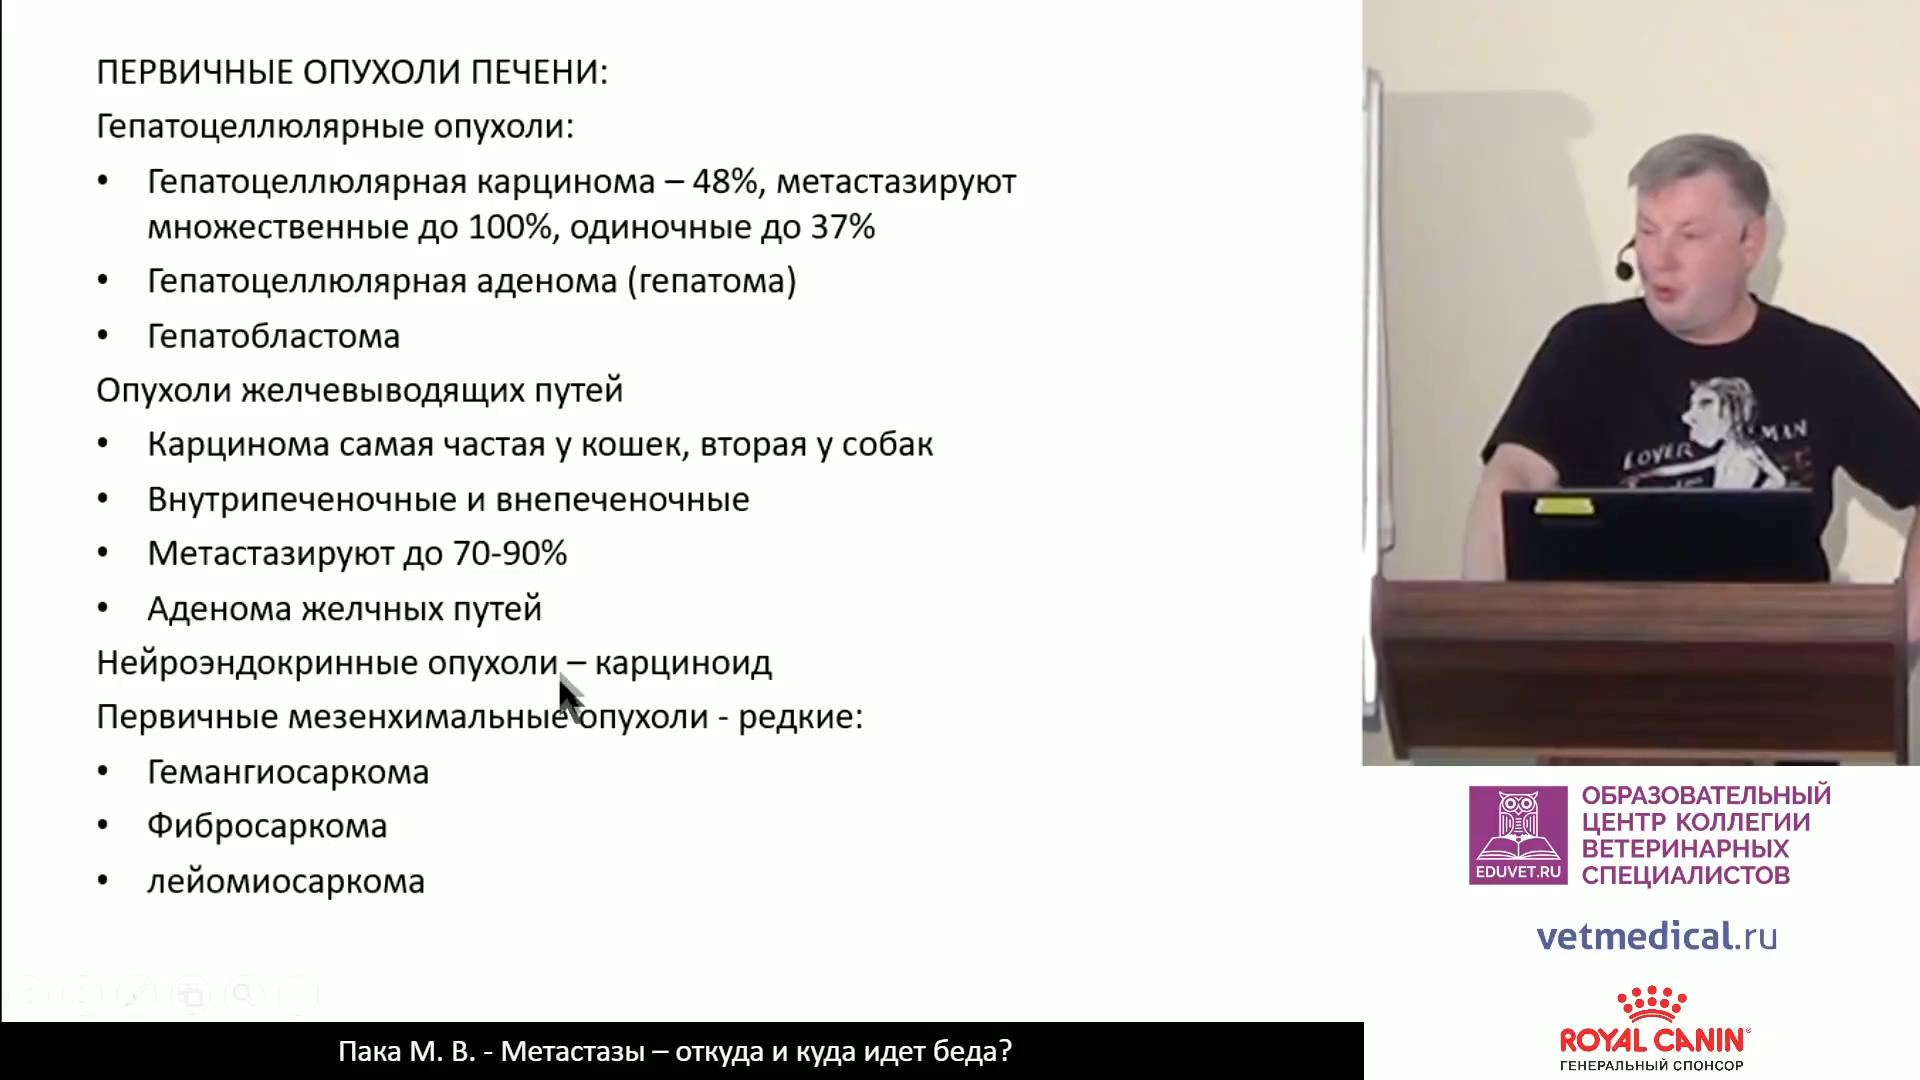 ПЕРВИЧНЫЕ ОПУХОЛИ ПЕЧЕНИ:
Гепатоцеллюлярные опухоли:
• Гепатоцеллюлярная карцинома – 48%, метастазируют
множественные до 100%, одиночные до 37%
• Гепатоцеллюлярная аденома (гепатома)
• Гепатобластома
Опухоли желчевыводящих путей
• Карцинома самая частая у кошек, вторая у собак
• Внутрипеченочные и внепеченочные
• Метастазируют до 70-90%
• Аденома желчных путей
Нейроэндокринные опухоли – карциноид
Первичные мезенхимальные опухоли - редкие:
• Гемангиосаркома
• Фибросаркома
• лейомиосаркома
Пака М. В. - Метастазы – откуда и куда идет беда?
LOVER MAN
EDUVET.RU
ОБРАЗОВАТЕЛЬНЫЙ
ЦЕНТР КОЛЛЕГИИ
ВЕТЕРИНАРНЫХ
СПЕЦИАЛИСТОВ
vetmedical.ru
ROYAL CANIN®
ГЕНЕРАЛЬНЫЙ СПОНСОР